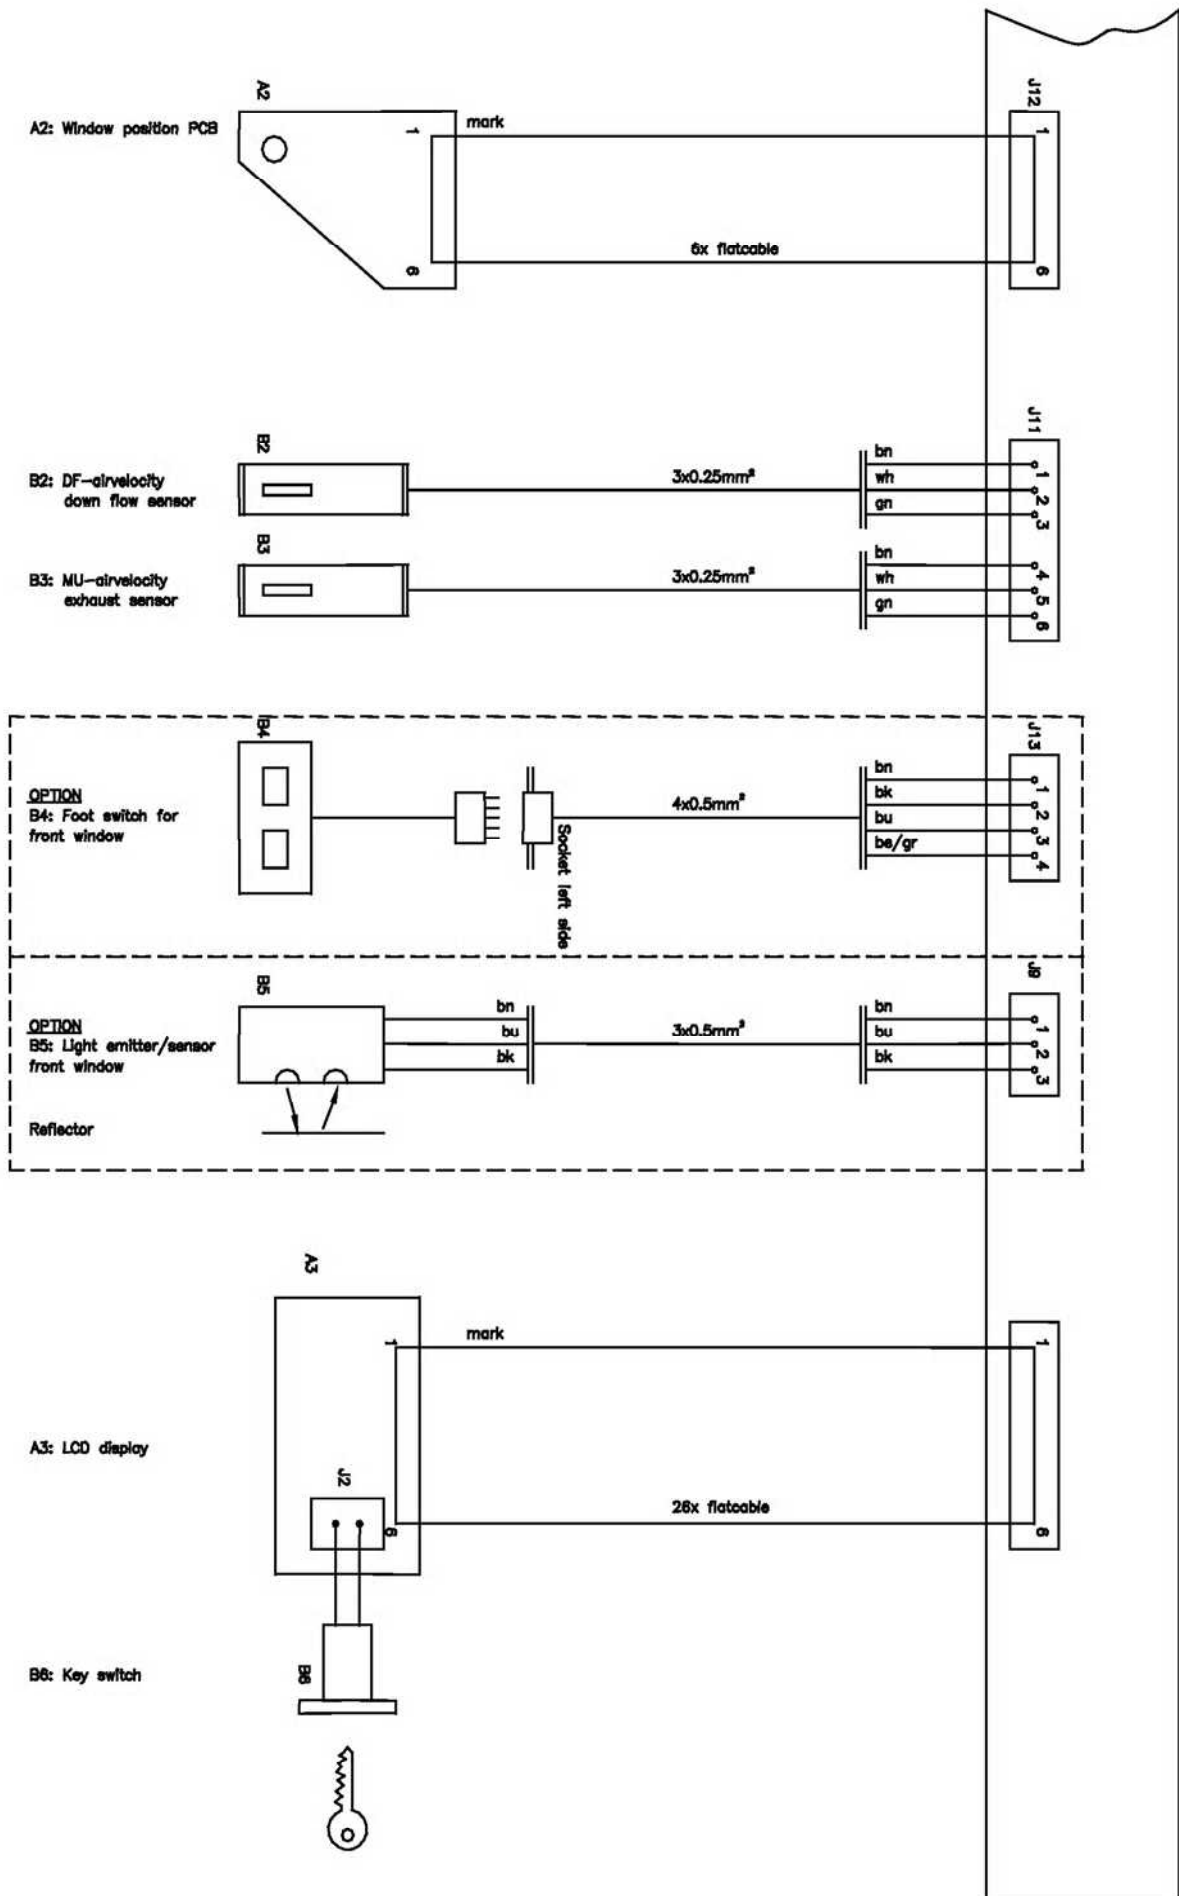 A2
J12
A2: Window position PCB
1
mark
1
6x flatcable
6
6
J11
B2
B2: DF-airvelocity
down flow sensor
3x0.25mm²
bn
wh
gn
1
2
3
B3
B3: MU-airvelocity
exhaust sensor
3x0.25mm²
bn
wh
gn
4
5
6
B4
J13
OPTION
B4: Foot switch for
front window
Socket left side
4x0.5mm²
bn
bk
bu
be/gr
1
2
3
4
B5
J9
OPTION
B5: Light emitter/sensor
front window
bn
bu
bk
3x0.5mm²
bn
bu
bk
1
2
3
Reflector
A3
1
mark
1
A3: LCD display
J2
26x flatcable
6
6
B6: Key switch
B6